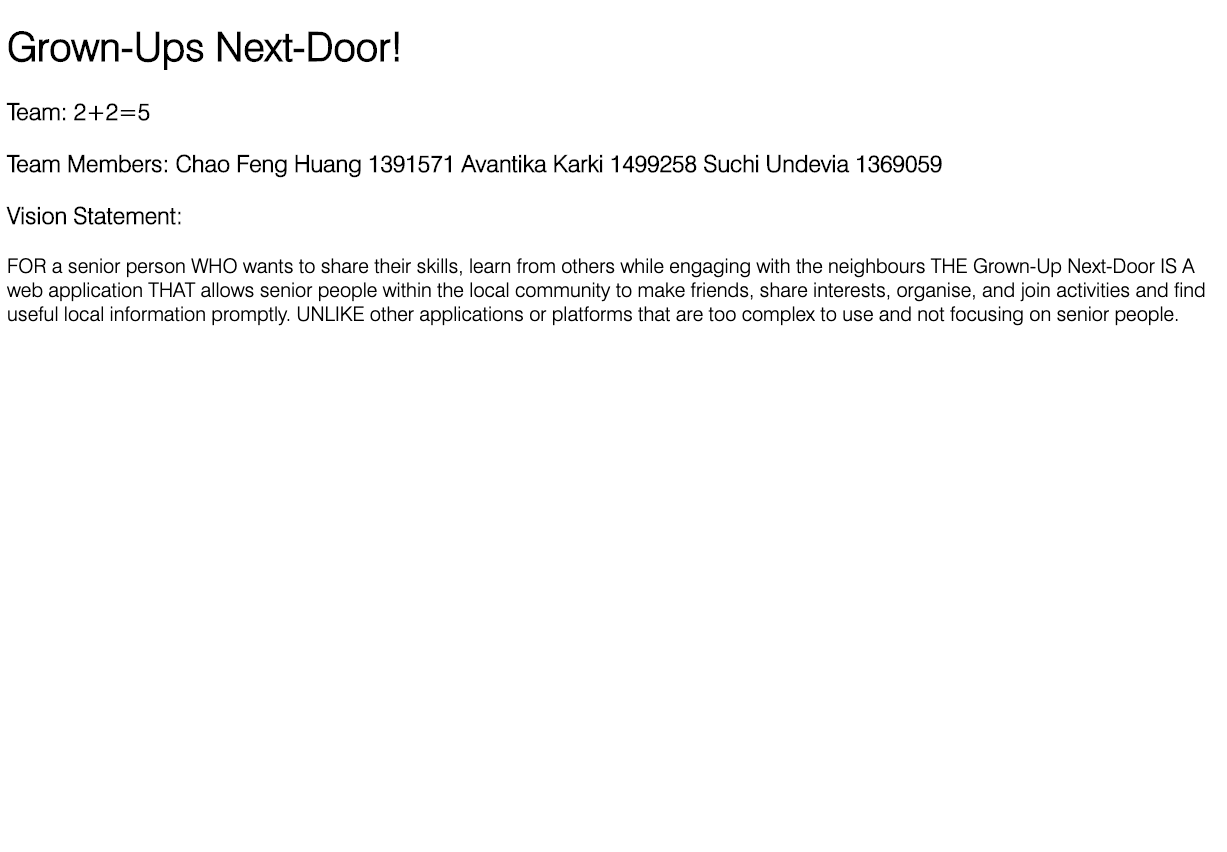 Grown-Ups Next-Door!
Team: 2+2=5
Team Members: Chao Feng Huang 1391571 Avantika Karki 1499258 Suchi Undevia 1369059
Vision Statement:
FOR a senior person WHO wants to share their skills, learn from others while engaging with the neighbours THE Grown-Up Next-Door IS A
web application THAT allows senior people within the local community to make friends, share interests, organise, and join activities and find
useful local information promptly. UNLIKE other applications or platforms that are too complex to use and not focusing on senior people.